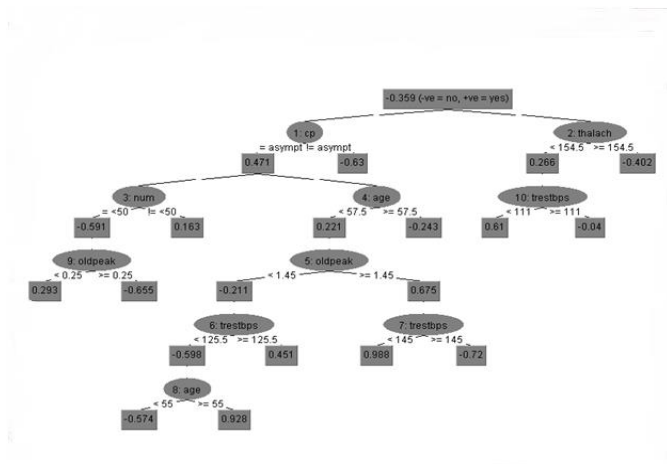 -0.359 (-ve = no, +ve = yes)
1: cp 2: thalach
= asympt != asympt < 154.5 >= 154.5
0.471 -0.63 0.266 -0.402
3: num 4: age 10: trestbps
= <50 != <50 < 57.5 >= 57.5 < 111 >= 111
-0.591 0.163 0.221 -0.243 0.61 -0.04
9: oldpeak 5: oldpeak
< 0.25 >= 0.25 < 1.45 >= 1.45
0.293 -0.655 -0.211 0.675
6: trestbps 7: trestbps
< 125.5 >= 125.5 < 145 >= 145
-0.598 0.451 0.988 -0.72
8: age
< 55 >= 55
-0.574 0.928